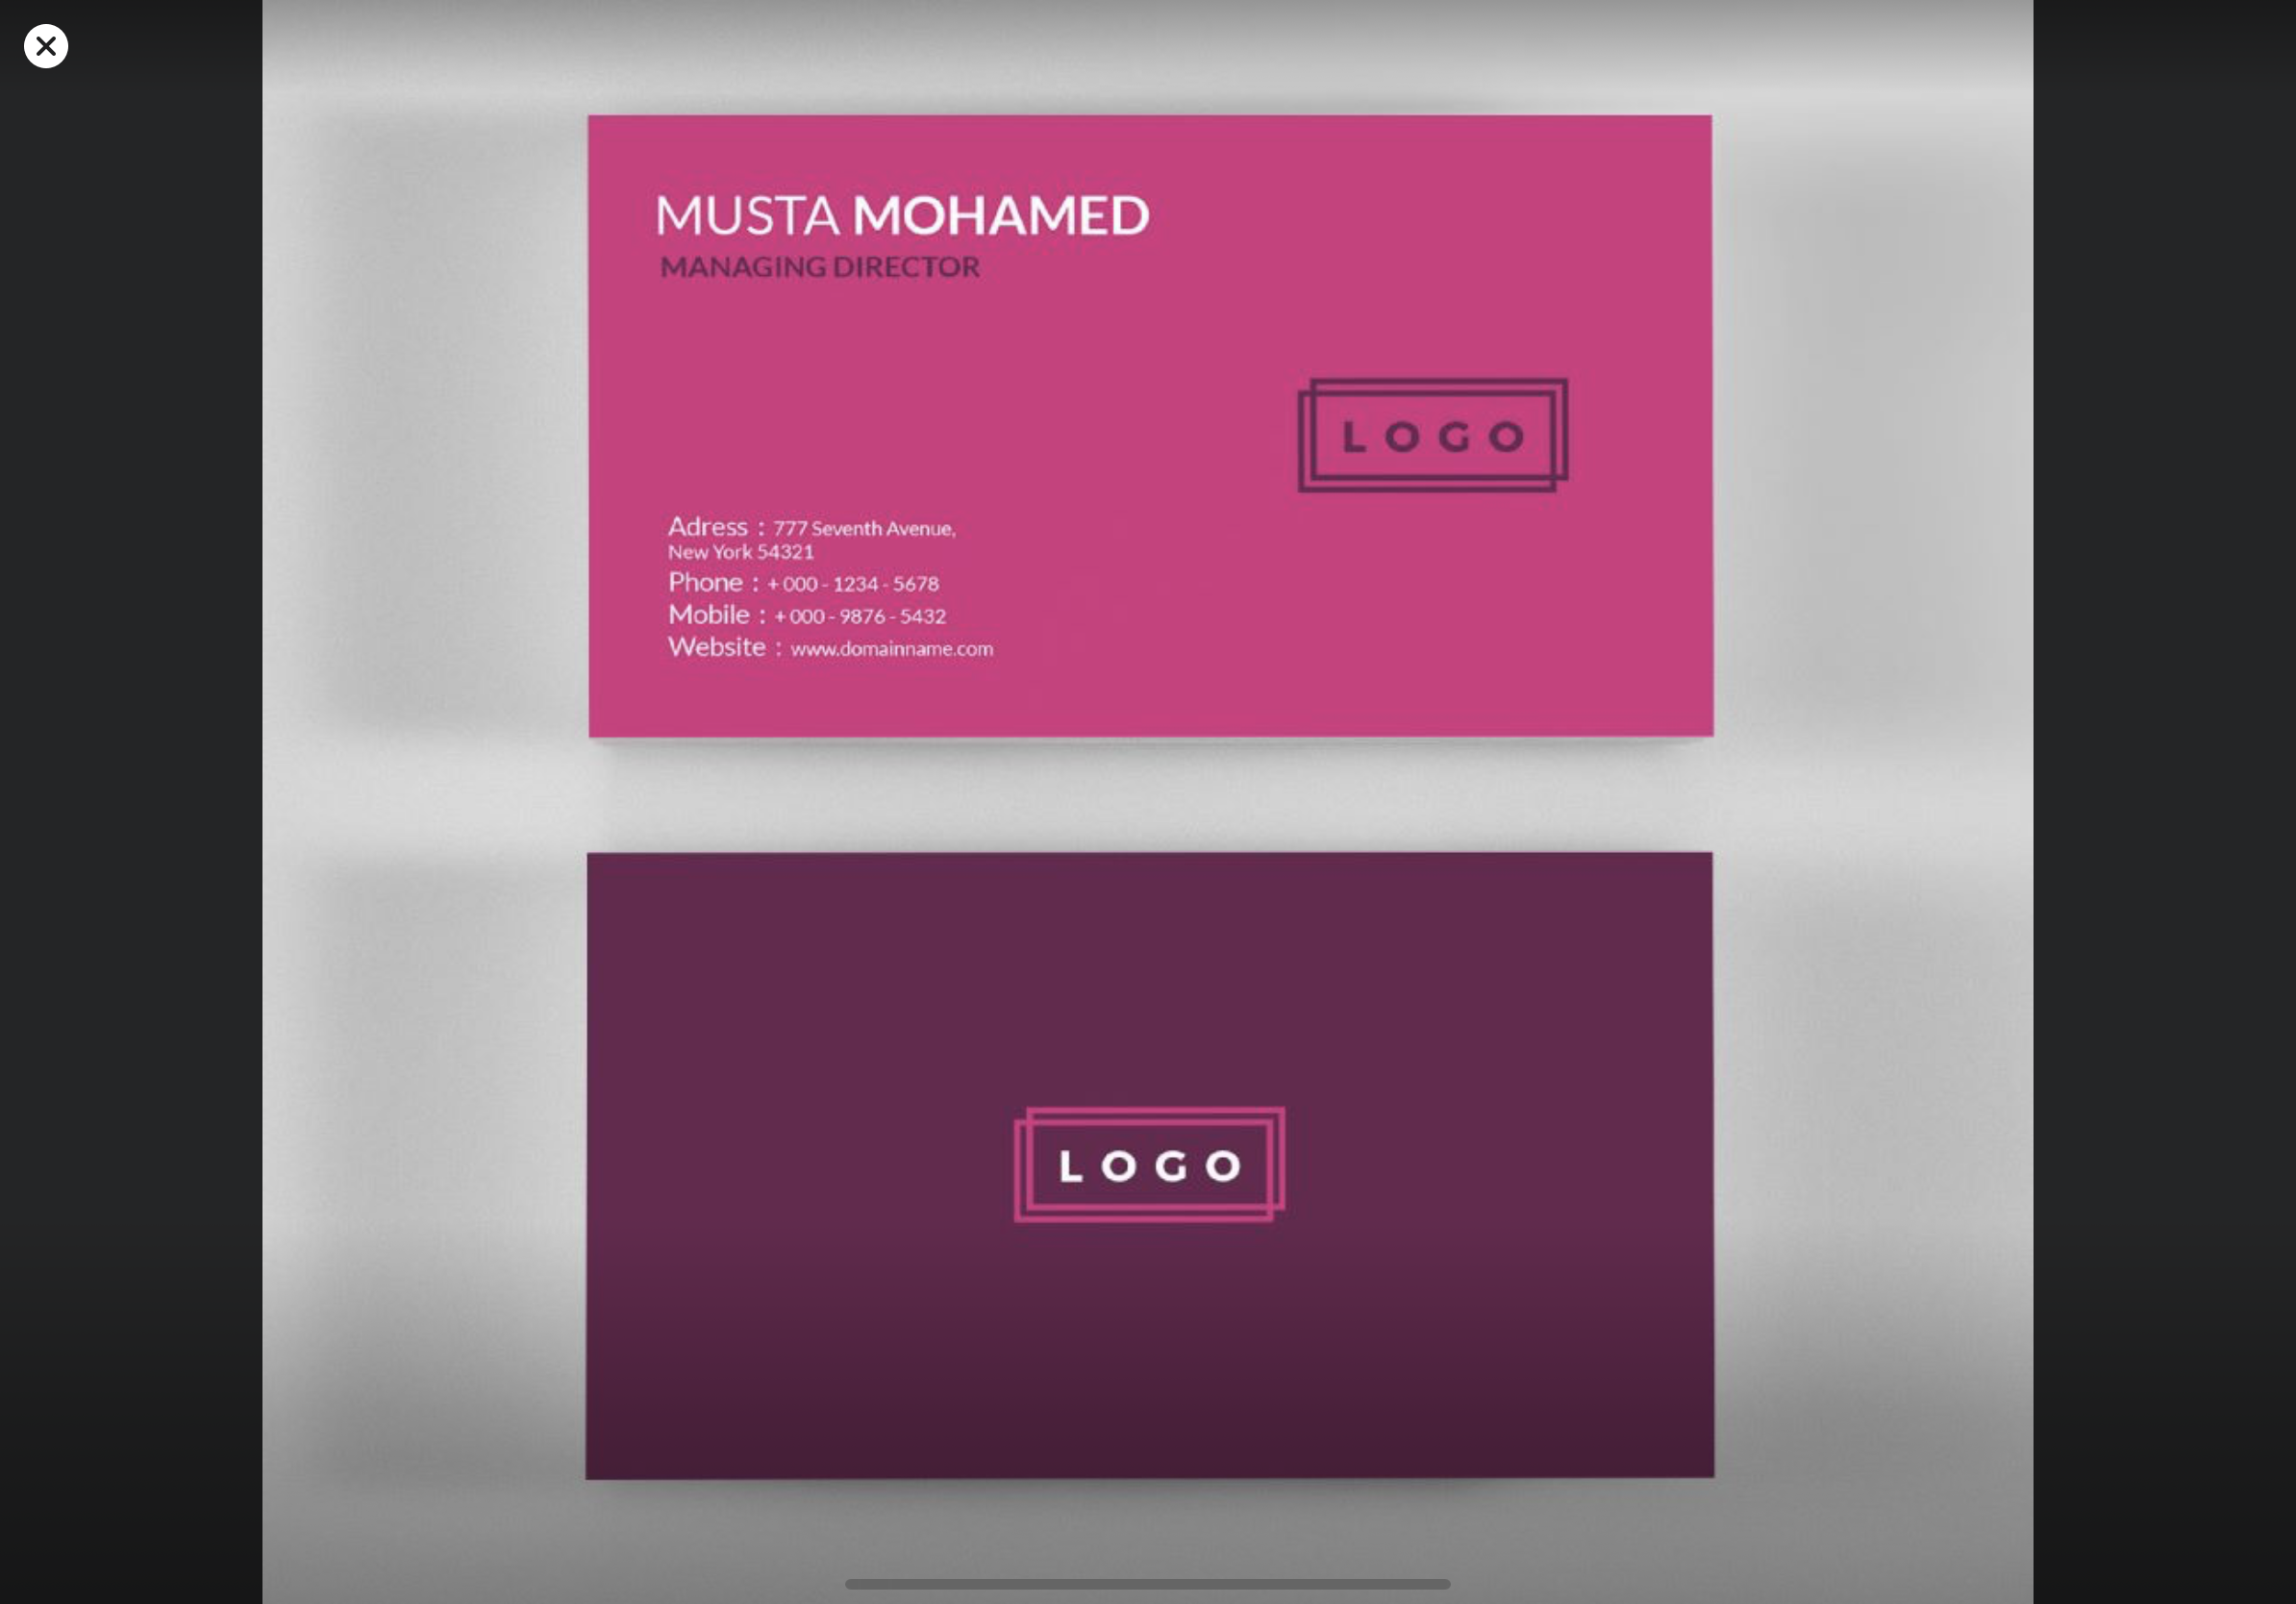 MUSTA MOHAMED
MANAGING DIRECTOR
LOGO
Adress : 777 Seventh Avenue,
New York 54321
Phone : + 000 - 1234 - 5678
Mobile : + 000 - 9876 - 5432
Website : www.domainname.com
LOGO